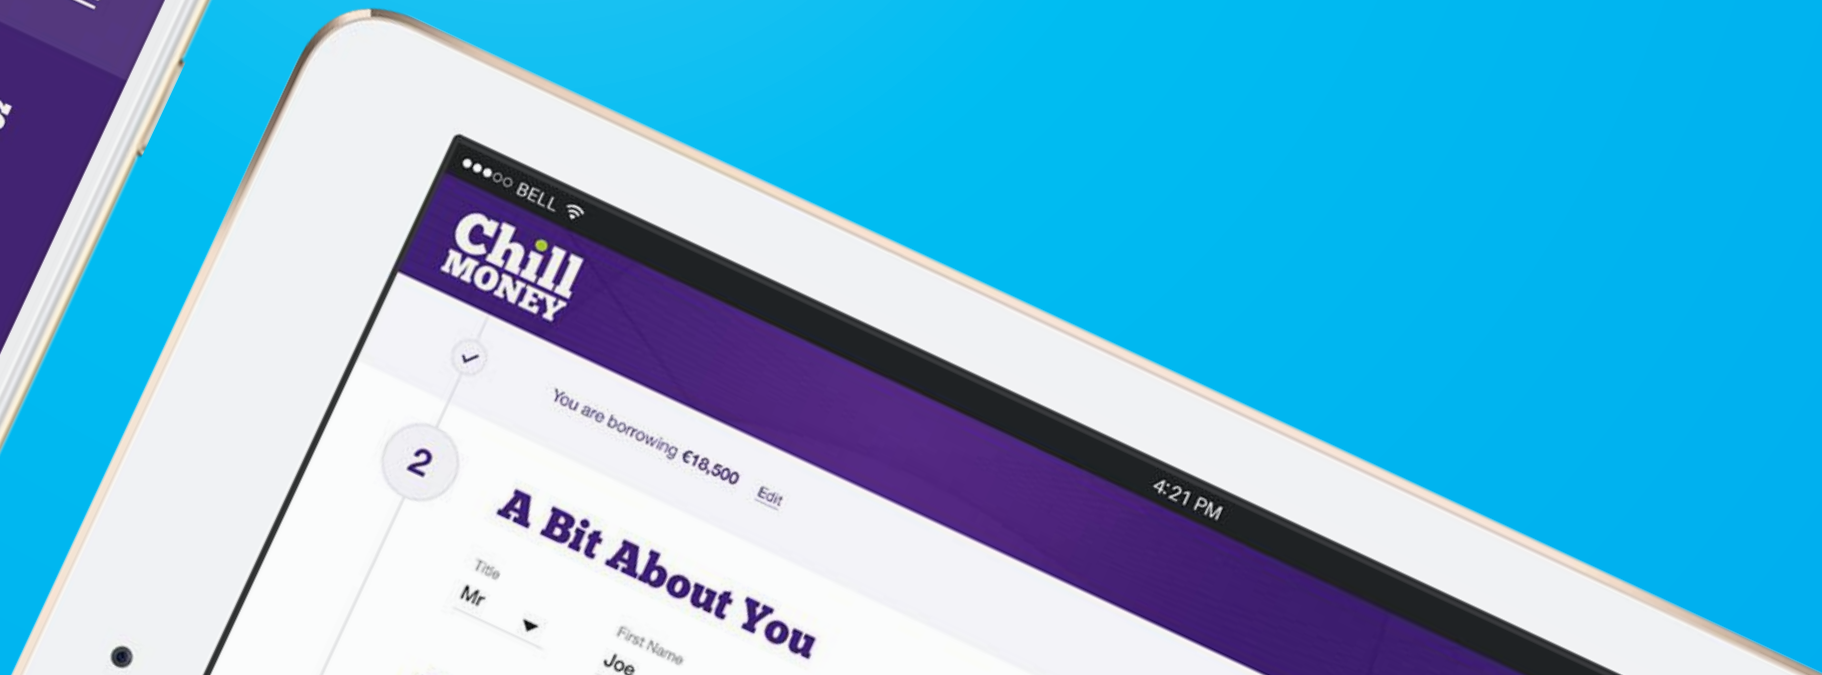 BELL
4:21 PM
Chill
MONEY
You are borrowing €18,500 Edit
2
A Bit About You
Title
Mr
First Name
Joe